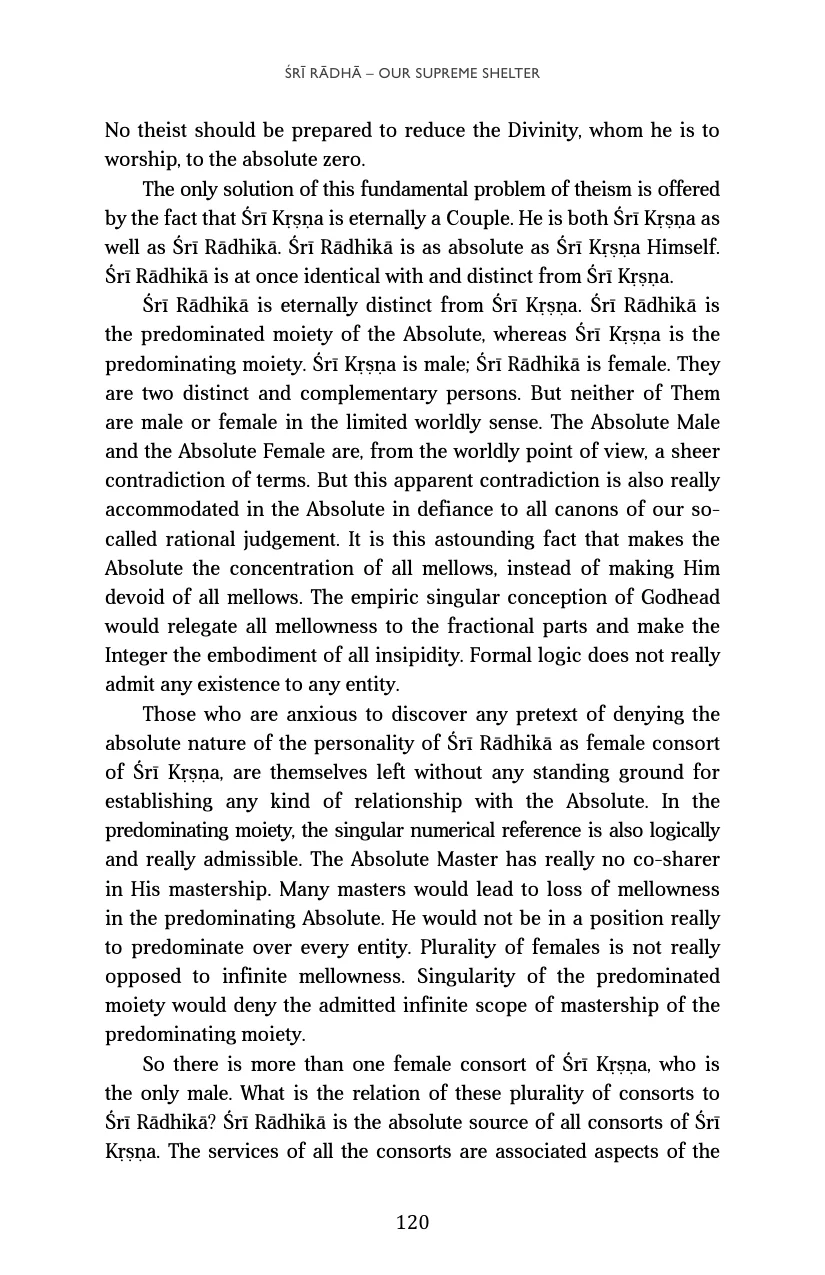 ŚRĪ RĀDHĀ – OUR SUPREME SHELTER
No theist should be prepared to reduce the Divinity, whom he is to
worship, to the absolute zero.
The only solution of this fundamental problem of theism is offered
by the fact that Śrī Kṛṣṇa is eternally a Couple. He is both Śrī Kṛṣṇa as
well as Śrī Rādhikā. Śrī Rādhikā is as absolute as Śrī Kṛṣṇa Himself.
Śrī Rādhikā is at once identical with and distinct from Śrī Kṛṣṇa.
Śrī Rādhikā is eternally distinct from Śrī Kṛṣṇa. Śrī Rādhikā is
the predominated moiety of the Absolute, whereas Śrī Kṛṣṇa is the
predominating moiety. Śrī Kṛṣṇa is male; Śrī Rādhikā is female. They
are two distinct and complementary persons. But neither of Them
are male or female in the limited worldly sense. The Absolute Male
and the Absolute Female are, from the worldly point of view, a sheer
contradiction of terms. But this apparent contradiction is also really
accommodated in the Absolute in defiance to all canons of our so-
called rational judgement. It is this astounding fact that makes the
Absolute the concentration of all mellows, instead of making Him
devoid of all mellows. The empiric singular conception of Godhead
would relegate all mellowness to the fractional parts and make the
Integer the embodiment of all insipidity. Formal logic does not really
admit any existence to any entity.
Those who are anxious to discover any pretext of denying the
absolute nature of the personality of Śrī Rādhikā as female consort
of Śrī Kṛṣṇa, are themselves left without any standing ground for
establishing any kind of relationship with the Absolute. In the
predominating moiety, the singular numerical reference is also logically
and really admissible. The Absolute Master has really no co-sharer
in His mastership. Many masters would lead to loss of mellowness
in the predominating Absolute. He would not be in a position really
to predominate over every entity. Plurality of females is not really
opposed to infinite mellowness. Singularity of the predominated
moiety would deny the admitted infinite scope of mastership of the
predominating moiety.
So there is more than one female consort of Śrī Kṛṣṇa, who is
the only male. What is the relation of these plurality of consorts to
Śrī Rādhikā? Śrī Rādhikā is the absolute source of all consorts of Śrī
Kṛṣṇa. The services of all the consorts are associated aspects of the
120